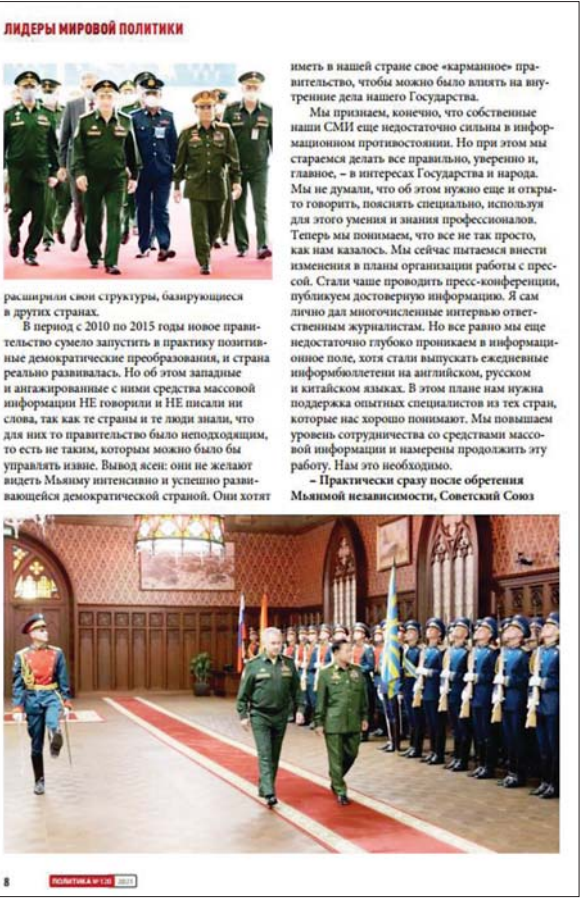 ЛИДЕРЫ МИРОВОЙ ПОЛИТИКИ
расширили свои структуры, базирующиеся
в других странах.
В период с 2010 по 2015 годы новое прави-
тельство сумело запустить в практику позитив-
ные демократические преобразования, и страна
реально развивалась. Но об этом западные
и ангажированные с ними средства массовой
информации НЕ говорили и НЕ писали ни
слова, так как те страны и те люди знали, что
для них то правительство было неподходящим,
то есть не таким, которым можно было бы
управлять извне. Вывод ясен: они не желают
видеть Мьянму интенсивно и успешно разви-
вающейся демократической страной. Они хотят
иметь в нашей стране свое «карманное» пра-
вительство, чтобы можно было влиять на вну-
тренние дела нашего Государства.
Мы признаем, конечно, что собственные
наши СМИ еще недостаточно сильны в инфор-
мационном противостоянии. Но при этом мы
стараемся делать все правильно, уверенно и,
главное, – в интересах Государства и народа.
Мы не думали, что об этом нужно еще и откры-
то говорить, пояснять специально, используя
для этого умения и знания профессионалов.
Теперь мы понимаем, что все не так просто,
как нам казалось. Мы сейчас пытаемся внести
изменения в планы организации работы с прес-
сой. Стали чаще проводить пресс-конференции,
публикуем достоверную информацию. Я сам
лично дал многочисленные интервью ответ-
ственным журналистам. Но все равно мы еще
недостаточно глубоко проникаем в информаци-
онное поле, хотя стали выпускать ежедневные
информбюллетени на английском, русском
и китайском языках. В этом плане нам нужна
поддержка опытных специалистов из тех стран,
которые нас хорошо понимают. Мы повышаем
уровень сотрудничества со средствами массо-
вой информации и намерены продолжить эту
работу. Нам это необходимо.
– Практически сразу после обретения
Мьянмой независимости, Советский Союз
8
ПОЛИТИКА № 120 2021